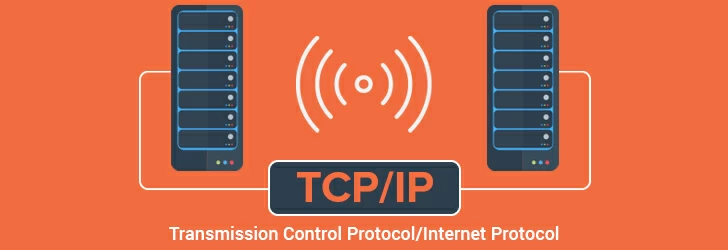 TCP/IP
Transmission Control Protocol/Internet Protocol